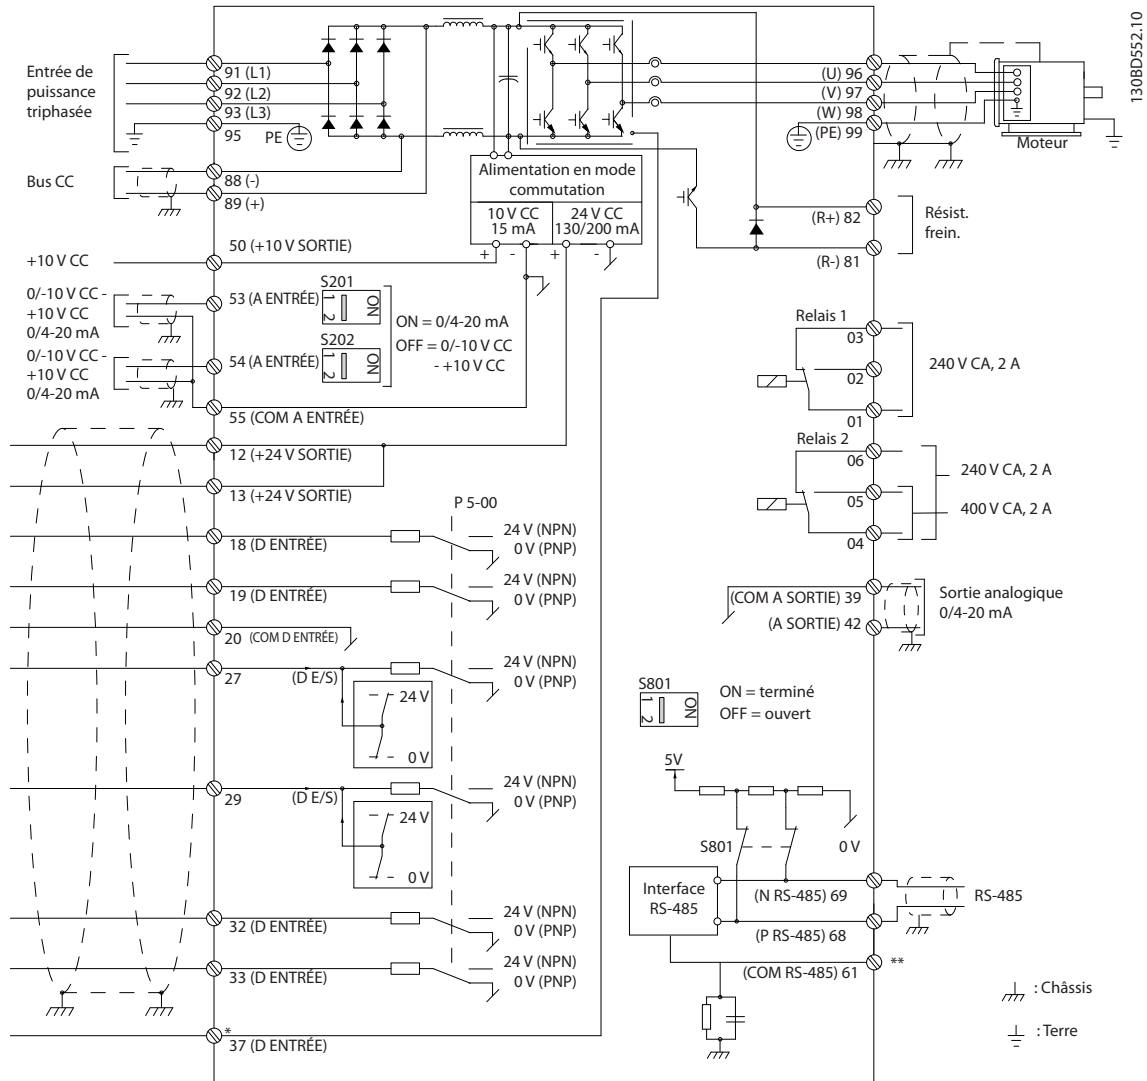 130BD552.10
Entrée de
puissance
triphasée
91 (L1)
92 (L2)
93 (L3)
95
PE
Bus CC
88 (-)
89 (+)
Alimentation en mode
commutation
10 V CC
15 mA
24 V CC
130/200 mA
+
-
+
-
(U) 96
(V) 97
(W) 98
(PE) 99
Moteur
(R+) 82
(R-) 81
Résist.
frein.
+10 V CC
50 (+10 V SORTIE)
0/-10 V CC -
+10 V CC
0/4-20 mA
53 (A ENTRÉE)
S201
1
2
ON
0/-10 V CC -
+10 V CC
0/4-20 mA
54 (A ENTRÉE)
S202
1
2
ON
ON = 0/4-20 mA
OFF = 0/-10 V CC
- +10 V CC
55 (COM A ENTRÉE)
12 (+24 V SORTIE)
13 (+24 V SORTIE)
P 5-00
18 (D ENTRÉE)
24 V (NPN)
0 V (PNP)
19 (D ENTRÉE)
24 V (NPN)
0 V (PNP)
20 (COM D ENTRÉE)
27
(D E/S)
24 V (NPN)
0 V (PNP)
24 V
0 V
29
(D E/S)
24 V (NPN)
0 V (PNP)
24 V
0 V
32 (D ENTRÉE)
24 V (NPN)
0 V (PNP)
33 (D ENTRÉE)
24 V (NPN)
0 V (PNP)
*
37 (D ENTRÉE)
Relais 1
03
02
01
240 V CA, 2 A
Relais 2
06
05
04
240 V CA, 2 A
400 V CA, 2 A
(COM A SORTIE) 39
(A SORTIE) 42
Sortie analogique
0/4-20 mA
S801
1
2
ON
ON = terminé
OFF = ouvert
5V
S801
0 V
Interface
RS-485
(N RS-485) 69
(P RS-485) 68
(COM RS-485) 61
**
RS-485
: Châssis
: Terre